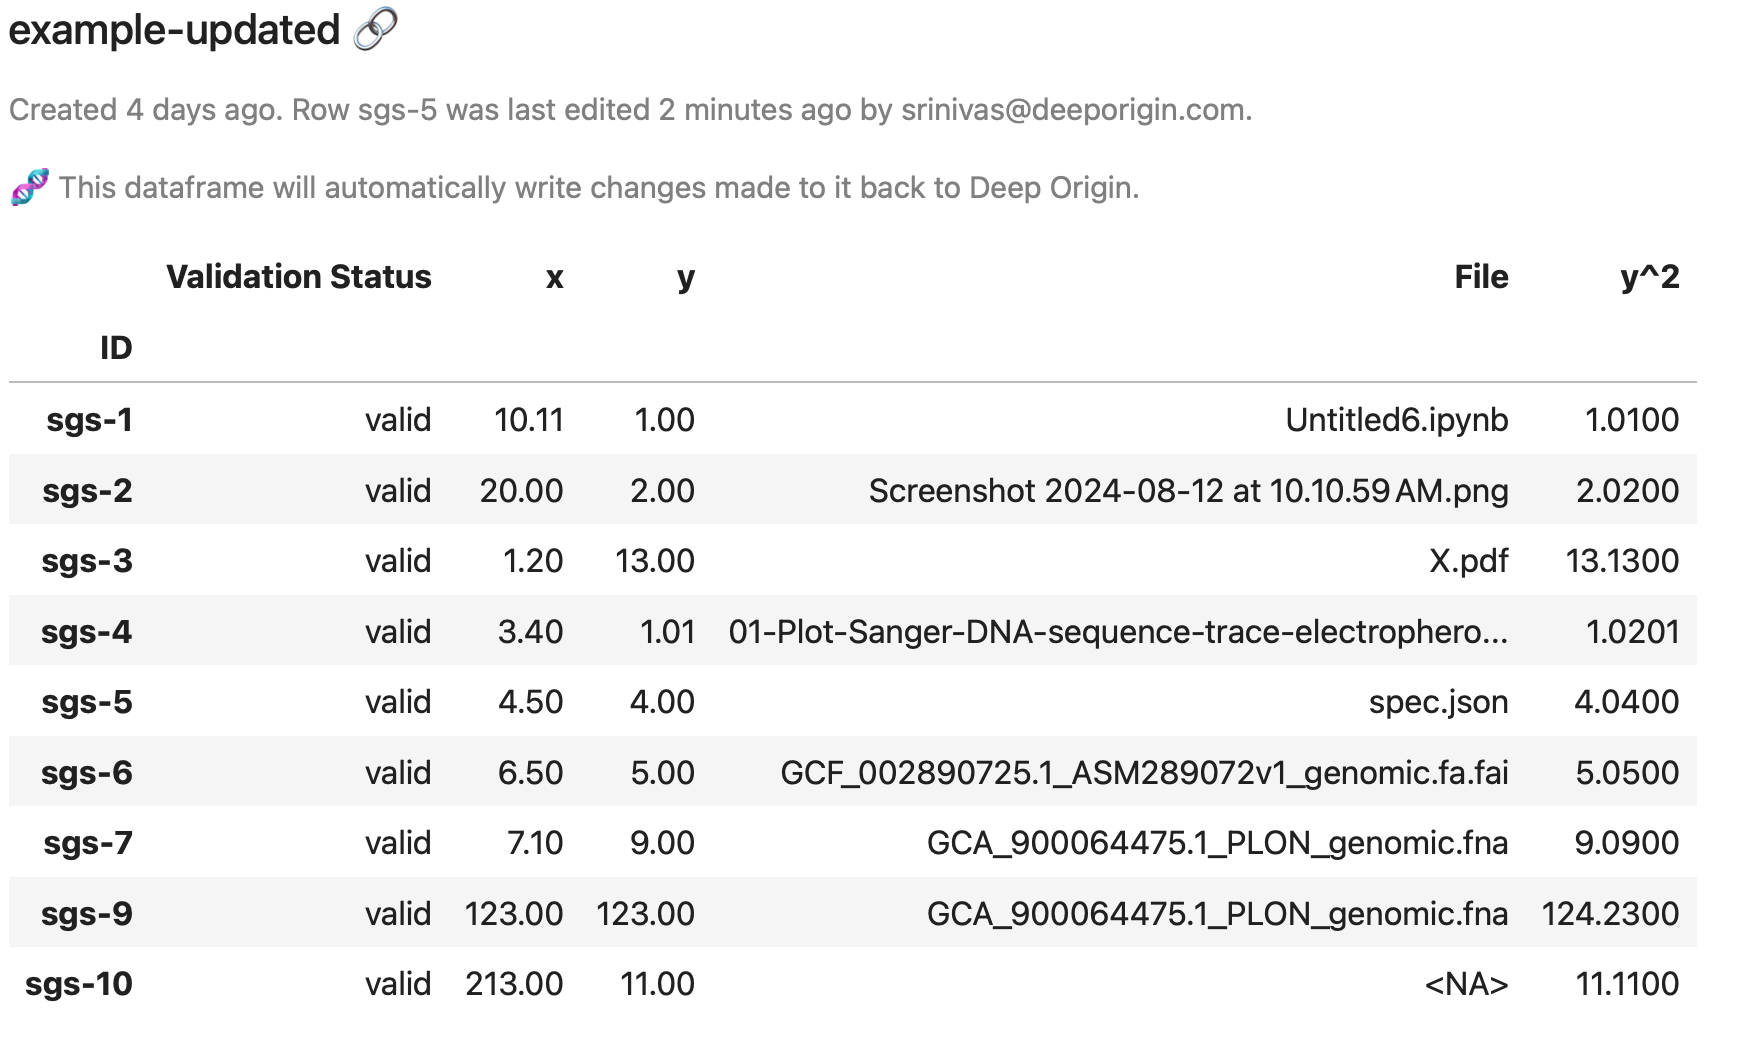 example-updated
Created 4 days ago. Row sgs-5 was last edited 2 minutes ago by srinivas@deeporigin.com.
This dataframe will automatically write changes made to it back to Deep Origin.
Validation Status x y File y^2
ID
sgs-1 valid 10.11 1.00 Untitled6.ipynb 1.0100
sgs-2 valid 20.00 2.00 Screenshot 2024-08-12 at 10.10.59 AM.png 2.0200
sgs-3 valid 1.20 13.00 X.pdf 13.1300
sgs-4 valid 3.40 1.01 01-Plot-Sanger-DNA-sequence-trace-electrophero... 1.0201
sgs-5 valid 4.50 4.00 spec.json 4.0400
sgs-6 valid 6.50 5.00 GCF_002890725.1_ASM289072v1_genomic.fa.fai 5.0500
sgs-7 valid 7.10 9.00 GCA_900064475.1_PLON_genomic.fna 9.0900
sgs-9 valid 123.00 123.00 GCA_900064475.1_PLON_genomic.fna 124.2300
sgs-10 valid 213.00 11.00 <NA> 11.1100